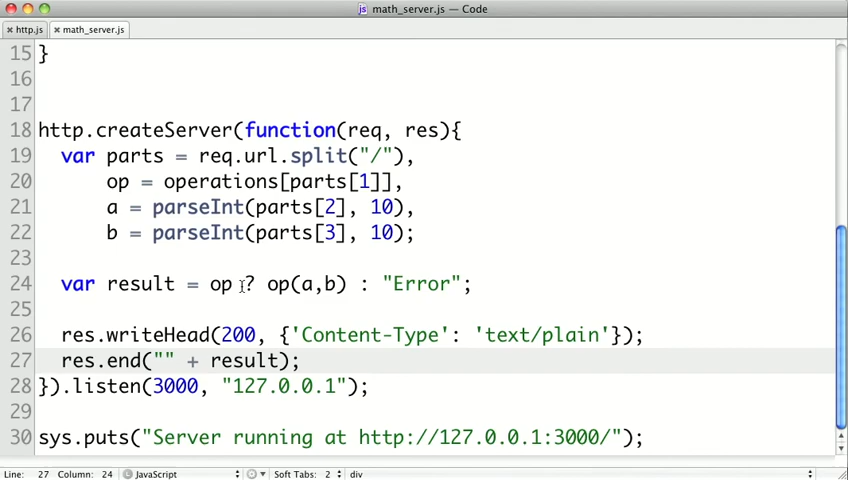 math_server.js — Code
http.js
math_server.js
15 }
16
17
18 http.createServer(function(req, res){
19 var parts = req.url.split("/"),
20 op = operations[parts[1]],
21 a = parseInt(parts[2], 10),
22 b = parseInt(parts[3], 10);
23
24 var result = op ? op(a,b) : "Error";
25
26 res.writeHead(200, {'Content-Type': 'text/plain'});
27 res.end("" + result);
28 }).listen(3000, "127.0.0.1");
29
30 sys.puts("Server running at http://127.0.0.1:3000/");
Line: 27 Column: 24 JavaScript Soft Tabs: 2 div